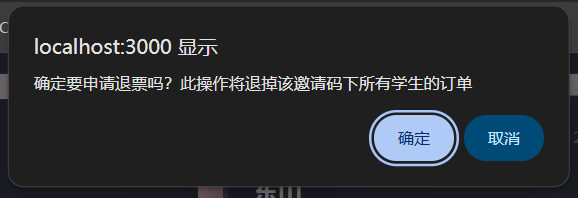 localhost:3000 显示
确定要申请退票吗？此操作将退掉该邀请码下所有学生的订单
确定
取消